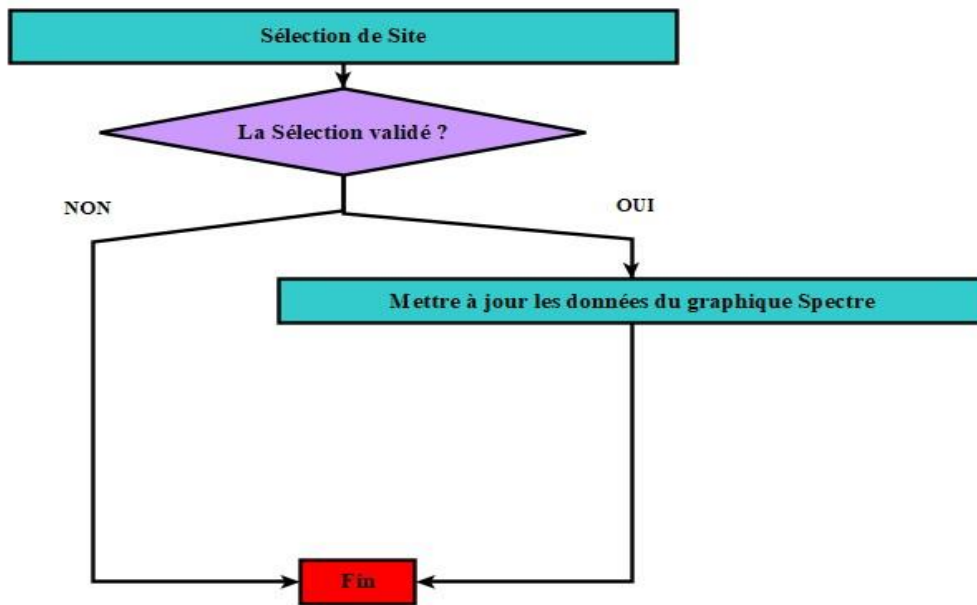 Sélection de Site
La Sélection validé ?
NON
OUI
Mettre à jour les données du graphique Spectre
Fin